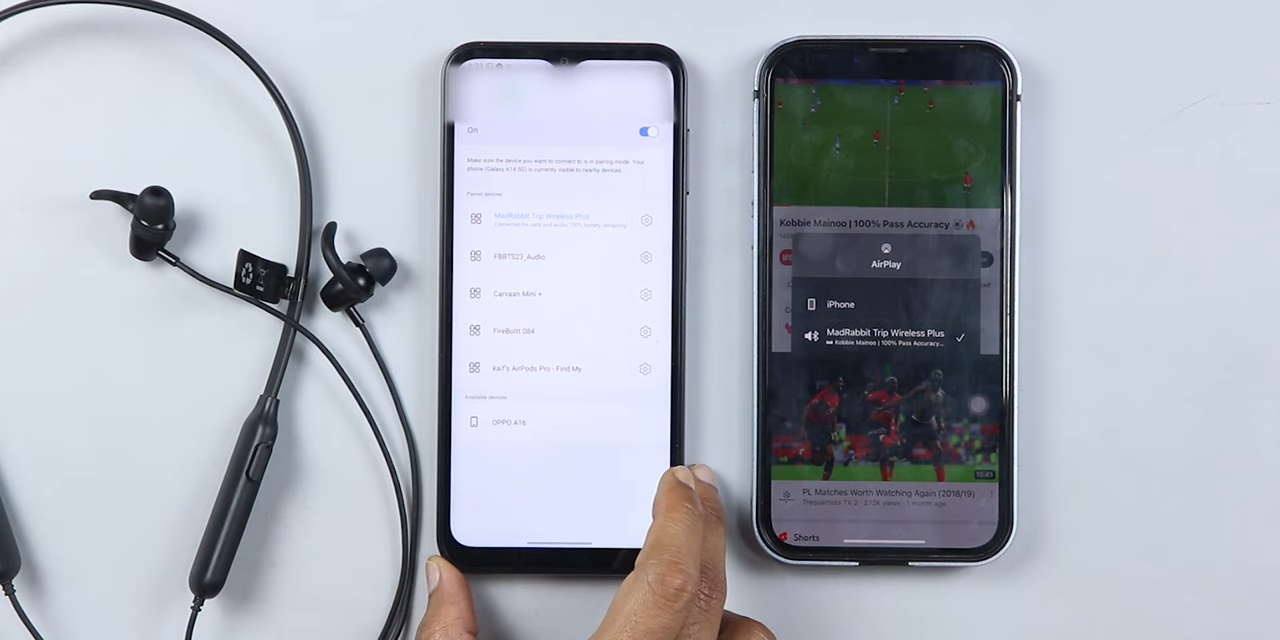 On
Make sure the device you want to connect to is in pairing mode. Your
phone (Galaxy A14 5G) is currently visible to nearby devices.
Paired devices
MadRabbit Trip Wireless Plus
Connected for calls and audio, 100% battery remaining
FBBTS23_Audio
Carvaan Mini +
FireBoltt 084
kaif's AirPods Pro - Find My
Available devices
OPPO A16
Kobbie Mainoo | 100% Pass Accuracy
AirPlay
iPhone
MadRabbit Trip Wireless Plus
Kobbie Mainoo | 100% Pass Accuracy...
13:41
PL Matches Worth Watching Again (2018/19)
Trequartista TV 2 · 272K views · 1 month ago
Shorts